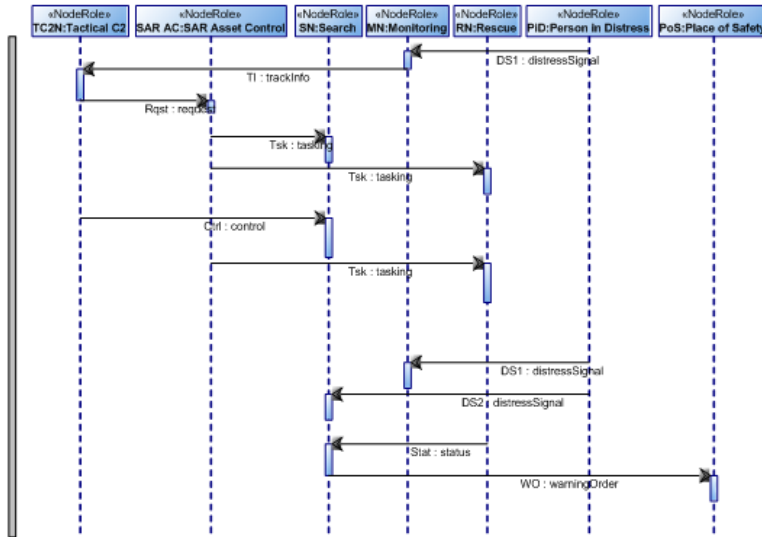 «NodeRole» «NodeRole» «NodeRole» «NodeRole» «NodeRole» «NodeRole» «NodeRole»
TC2N:Tactical C2 SAR AC:SAR Asset Control SN:Search MN:Monitoring RN:Rescue PiD:Person in Distress PoS:Place of Safety
DS1 : distressSignal
TI : trackInfo
Rqst : request
Tsk : tasking
Tsk : tasking
Ctrl : control
Tsk : tasking
DS1 : distressSignal
DS2 : distressSignal
Stat : status
WO : warningOrder